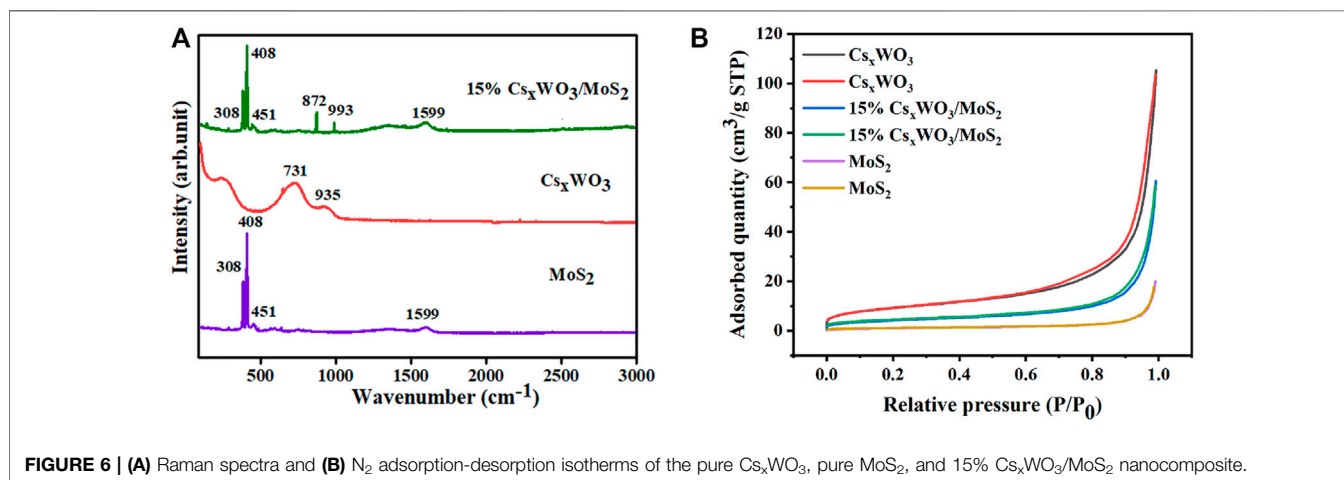 A
408
308
451
872
993
1599
15% CsₓWO₃/MoS₂
731
935
CsₓWO₃
408
308
451
1599
MoS₂
Intensity (arb.unit)
500 1000 1500 2000 2500 3000
Wavenumber (cm⁻¹)
B
CsₓWO₃
CsₓWO₃
15% CsₓWO₃/MoS₂
15% CsₓWO₃/MoS₂
MoS₂
MoS₂
Adsorbed quantity (cm³/g STP)
120
100
80
60
40
20
0
0.0 0.2 0.4 0.6 0.8 1.0
Relative pressure (P/P₀)
FIGURE 6 | (A) Raman spectra and (B) N₂ adsorption-desorption isotherms of the pure CsₓWO₃, pure MoS₂, and 15% CsₓWO₃/MoS₂ nanocomposite.